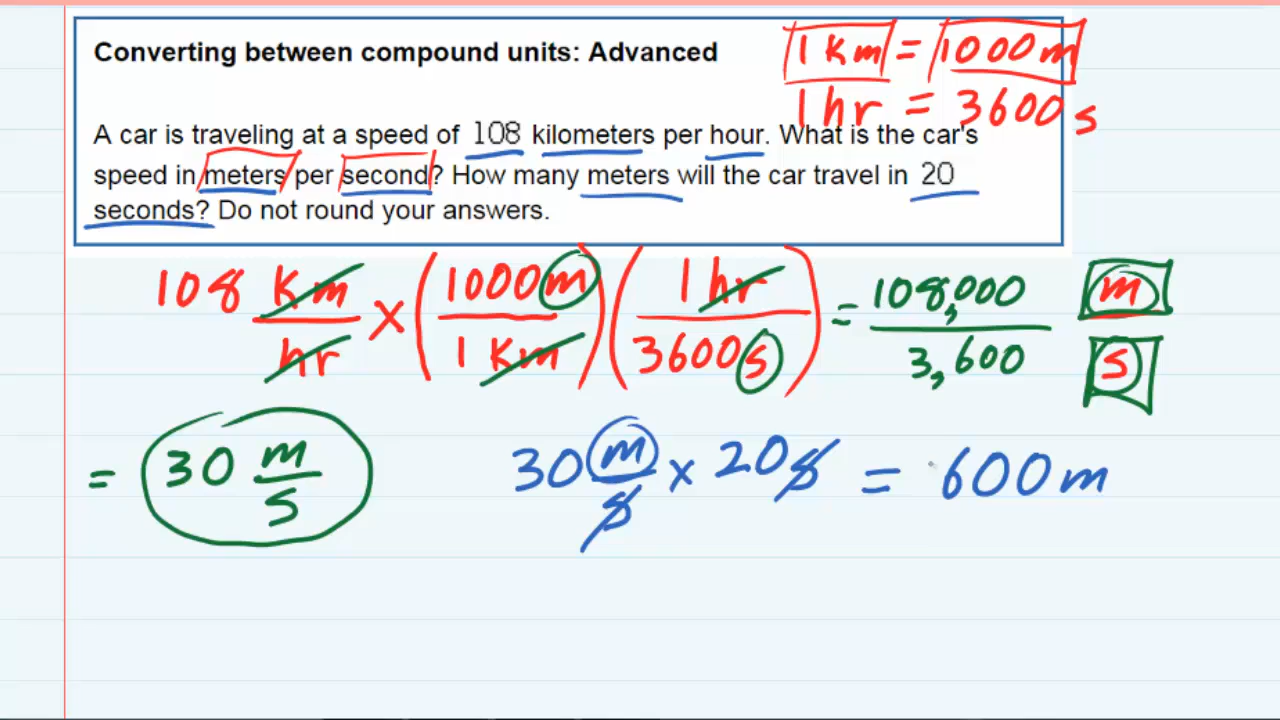 Converting between compound units: Advanced
1 Km = 1000 m
1 hr = 3600 s
A car is traveling at a speed of 108 kilometers per hour. What is the car's
speed in meters per second? How many meters will the car travel in 20
seconds? Do not round your answers.
108 Km/hr × (1000 m/1 Km) (1 hr/3600 s) = 108,000/3,600 m/s
= 30 m/s
30 m/s × 20 s = 600 m